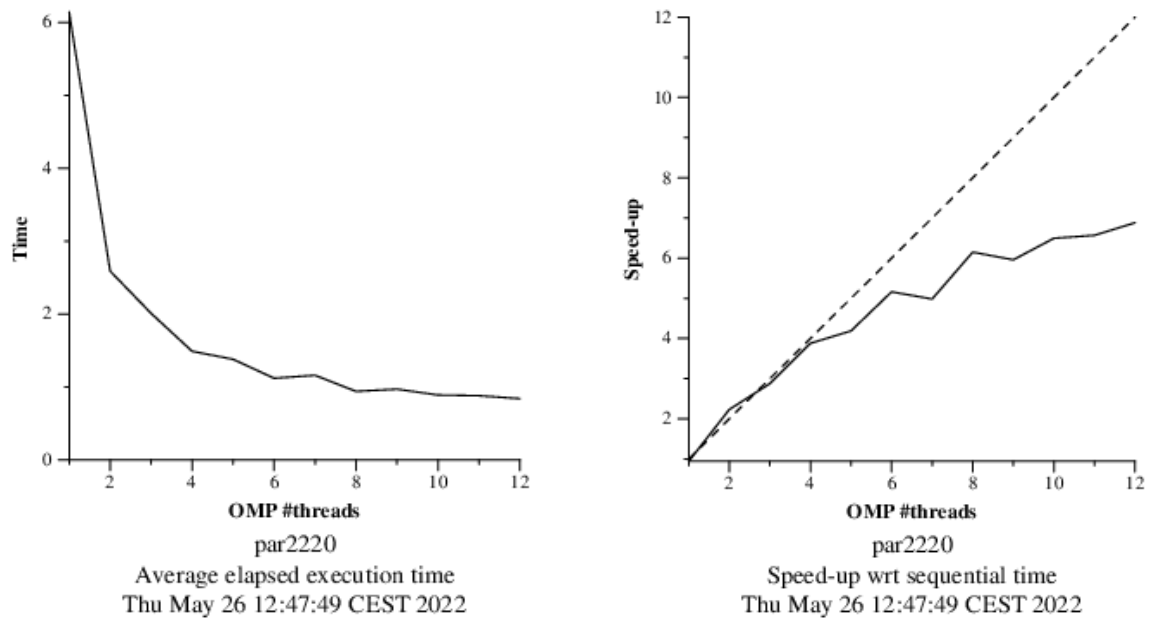 6
4
2
0
Time
2
4
6
8
10
12
OMP #threads
par2220
Average elapsed execution time
Thu May 26 12:47:49 CEST 2022
12
10
8
6
4
2
Speed-up
2
4
6
8
10
12
OMP #threads
par2220
Speed-up wrt sequential time
Thu May 26 12:47:49 CEST 2022